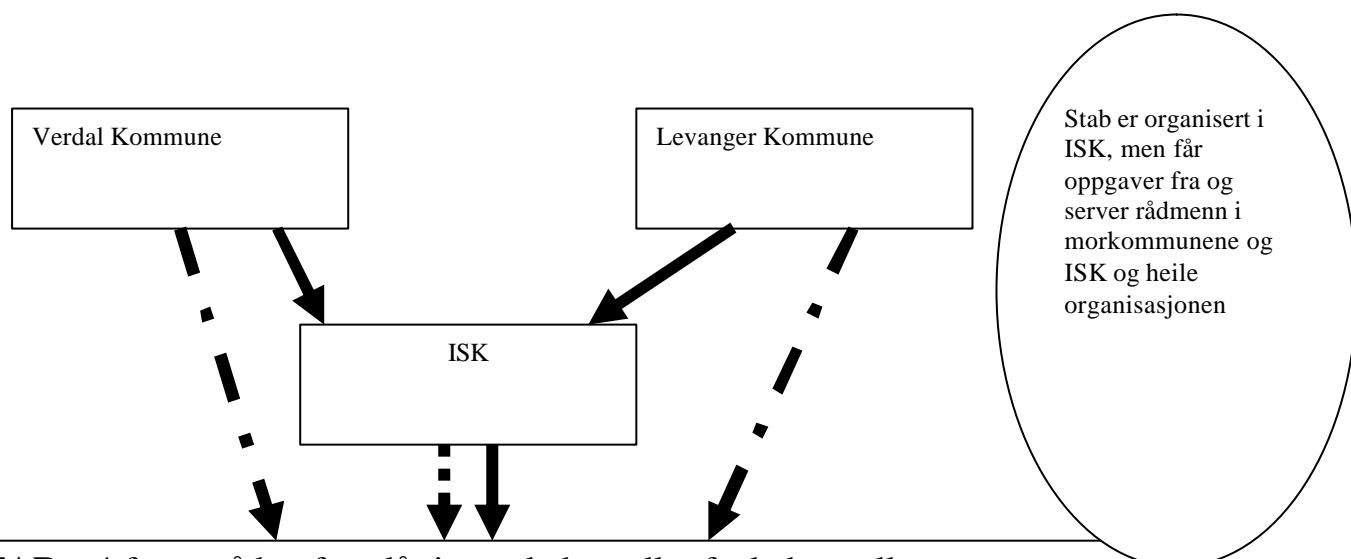 Verdal Kommune
Levanger Kommune
Stab er organisert i
ISK, men får
oppgaver fra og
server rådmenn i
morkommunene og
ISK og heile
organisasjonen
ISK